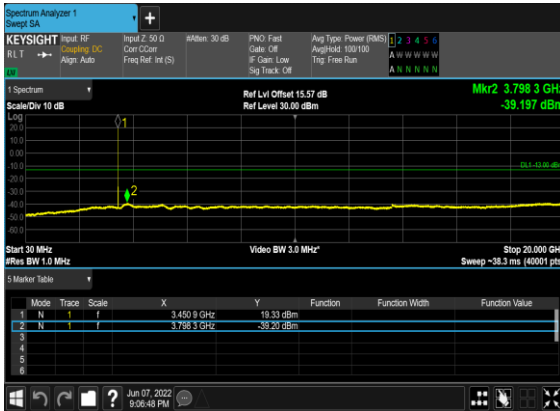 Spectrum Analyzer 1
Swept SA
+
KEYSIGHT Input: RF Input Z: 50 Ω #Atten: 30 dB PNO: Fast Avg Type: Power (RMS) 1 2 3 4 5 6
RLT Coupling: DC Corr CCorr Gate: Off Avg|Hold: 100/100 A W W W W W
Align: Auto Freq Ref: Int (S) IF Gain: Low Trig: Free Run
Sig Track: Off A N N N N N
1 Spectrum
Ref Lvl Offset 15.57 dB Mkr2 3.798 3 GHz
Scale/Div 10 dB Ref Level 30.00 dBm -39.197 dBm
Log
1
20.0
10.0
0.00
-10.0
DL1 -13.00 dBm
-20.0
-30.0
2
-40.0
-50.0
-60.0
Start 30 MHz Video BW 3.0 MHz* Stop 20.000 GHz
#Res BW 1.0 MHz Sweep ~38.3 ms (40001 pts)
5 Marker Table
Mode Trace Scale X Y Function Function Width Function Value
1 N 1 f 3.450 9 GHz 19.33 dBm
2 N 1 f 3.798 3 GHz -39.20 dBm
3
4
5
6
? Jun 07, 2022
9:06:48 PM